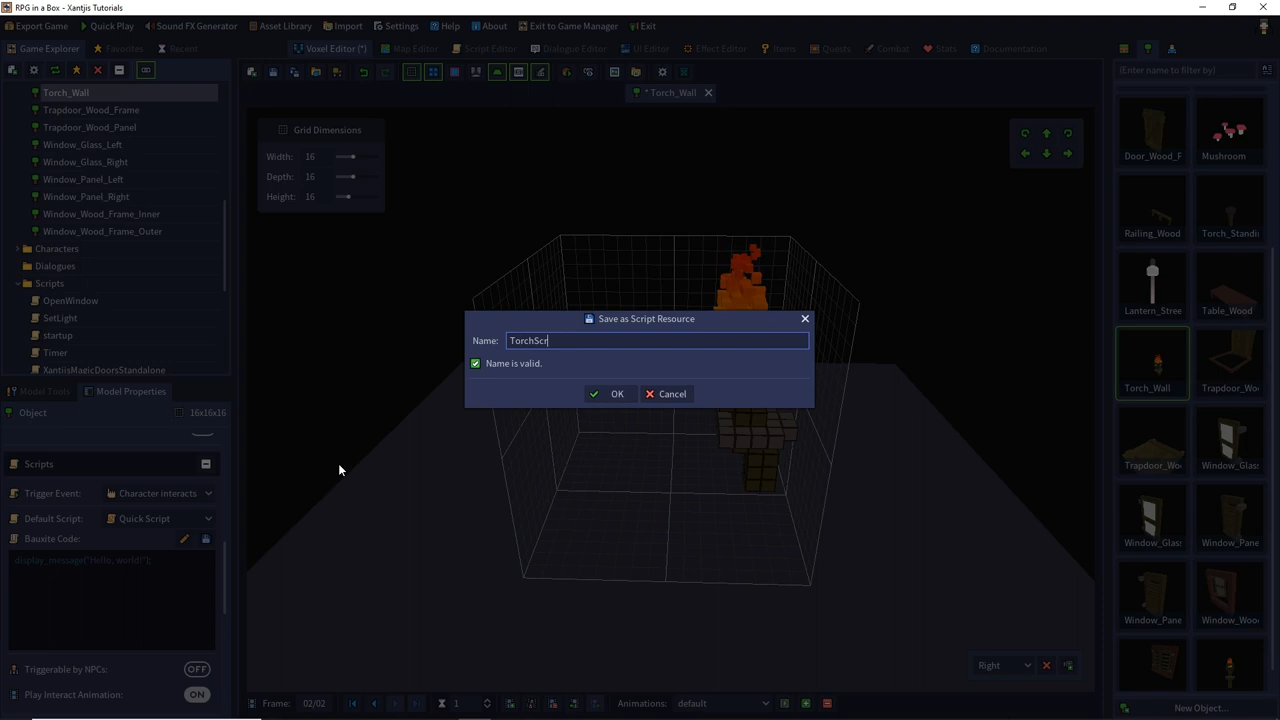 RPG in a Box - Xantjis Tutorials
Export Game
Quick Play
Sound FX Generator
Asset Library
Import
Settings
Help
About
Exit to Game Manager
Exit
Game Explorer
Favorites
Recent
Voxel Editor (*)
Map Editor
Script Editor
Dialogue Editor
UI Editor
Effect Editor
Items
Quests
Combat
Stats
Documentation
(Enter name to filter by)
* Torch_Wall
Torch_Wall
Trapdoor_Wood_Frame
Trapdoor_Wood_Panel
Window_Glass_Left
Window_Glass_Right
Window_Panel_Left
Window_Panel_Right
Window_Wood_Frame_Inner
Window_Wood_Frame_Outer
Characters
Dialogues
Scripts
OpenWindow
SetLight
startup
Timer
XantjisMagicDoorsStandalone
Model Tools
Model Properties
Object
16x16x16
Scripts
Trigger Event:
Character interacts
Default Script:
Quick Script
Bauxite Code:
display_message("Hello, world!");
Triggerable by NPCs:
OFF
Play Interact Animation:
ON
Grid Dimensions
Width: 16
Depth: 16
Height: 16
Save as Script Resource
Name: TorchScr
Name is valid.
OK
Cancel
Right
Frame: 02/02
1
Animations: default
Door_Wood_F
Mushroom
Railing_Wood
Torch_Standi
Lantern_Stree
Table_Wood
Torch_Wall
Trapdoor_Woo
Trapdoor_Woo
Window_Glass
Window_Glass
Window_Pane
Window_Pane
Window_Woo
New Object...